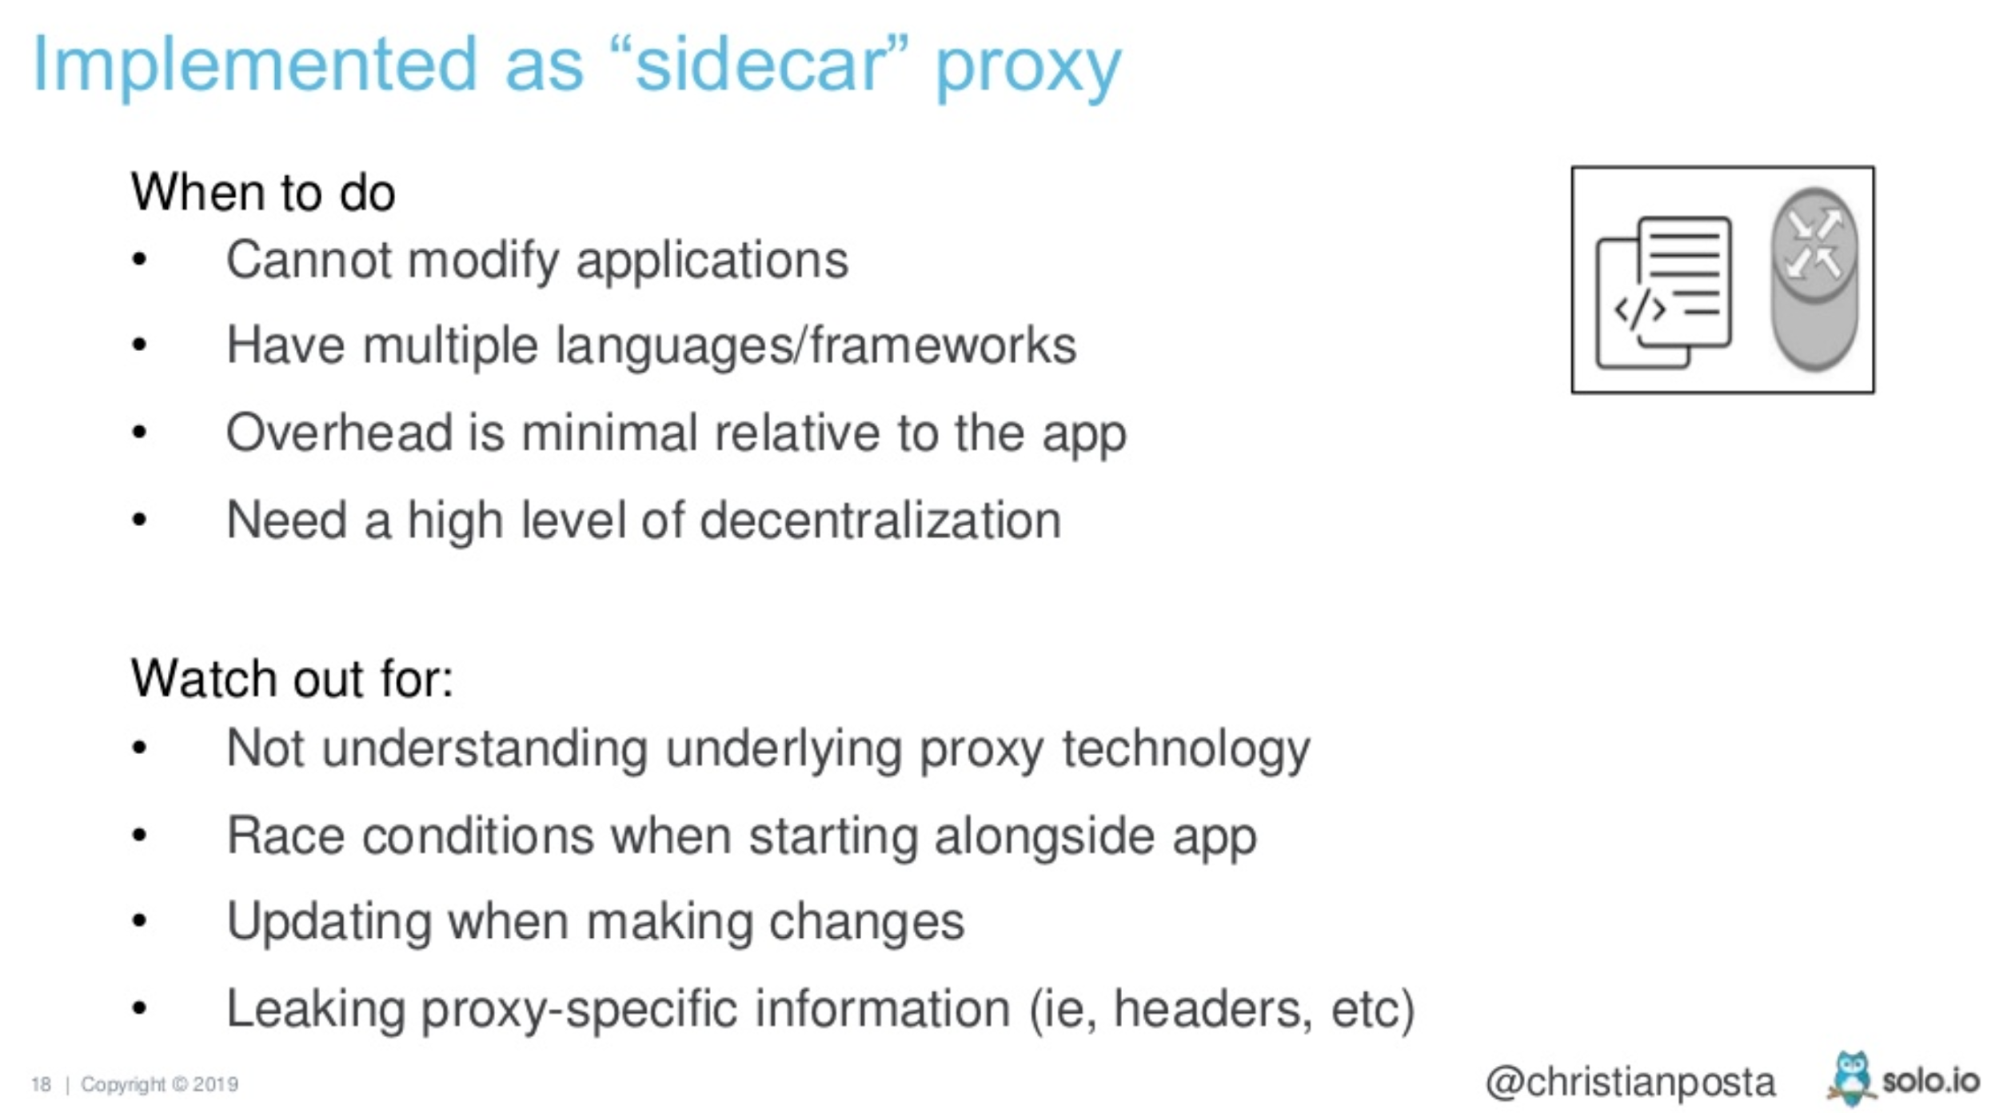 Implemented as “sidecar” proxy
When to do
• Cannot modify applications
• Have multiple languages/frameworks
• Overhead is minimal relative to the app
• Need a high level of decentralization
</>
Watch out for:
• Not understanding underlying proxy technology
• Race conditions when starting alongside app
• Updating when making changes
• Leaking proxy-specific information (ie, headers, etc)
18 | Copyright © 2019
@christianposta
solo.io